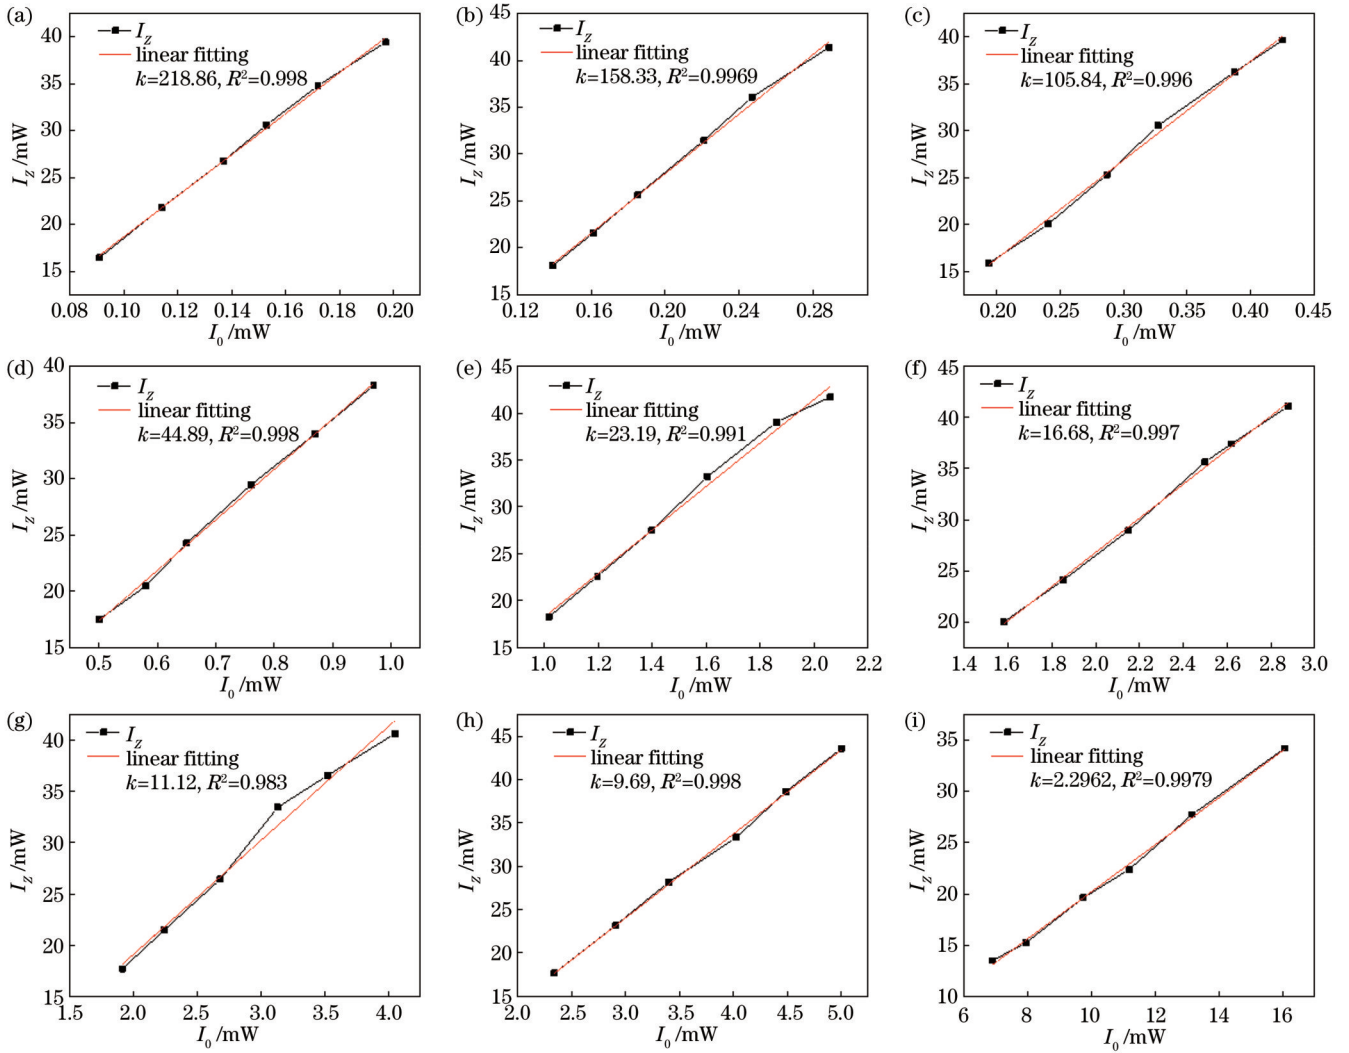 (a)
I_Z
linear fitting
k=218.86, R²=0.998
40
35
30
25
20
15
I_Z /mW
0.08 0.10 0.12 0.14 0.16 0.18 0.20
I_0 /mW
(b)
I_Z
linear fitting
k=158.33, R²=0.9969
45
40
35
30
25
20
15
I_Z /mW
0.12 0.16 0.20 0.24 0.28
I_0 /mW
(c)
I_Z
linear fitting
k=105.84, R²=0.996
40
35
30
25
20
15
I_Z /mW
0.20 0.25 0.30 0.35 0.40 0.45
I_0 /mW
(d)
I_Z
linear fitting
k=44.89, R²=0.998
40
35
30
25
20
15
I_Z /mW
0.5 0.6 0.7 0.8 0.9 1.0
I_0 /mW
(e)
I_Z
linear fitting
k=23.19, R²=0.991
45
40
35
30
25
20
15
I_Z /mW
1.0 1.2 1.4 1.6 1.8 2.0 2.2
I_0 /mW
(f)
I_Z
linear fitting
k=16.68, R²=0.997
45
40
35
30
25
20
I_Z /mW
1.4 1.6 1.8 2.0 2.2 2.4 2.6 2.8 3.0
I_0 /mW
(g)
I_Z
linear fitting
k=11.12, R²=0.983
40
35
30
25
20
15
I_Z /mW
1.5 2.0 2.5 3.0 3.5 4.0
I_0 /mW
(h)
I_Z
linear fitting
k=9.69, R²=0.998
45
40
35
30
25
20
15
I_Z /mW
2.0 2.5 3.0 3.5 4.0 4.5 5.0
I_0 /mW
(i)
I_Z
linear fitting
k=2.2962, R²=0.9979
35
30
25
20
15
10
I_Z /mW
6 8 10 12 14 16
I_0 /mW